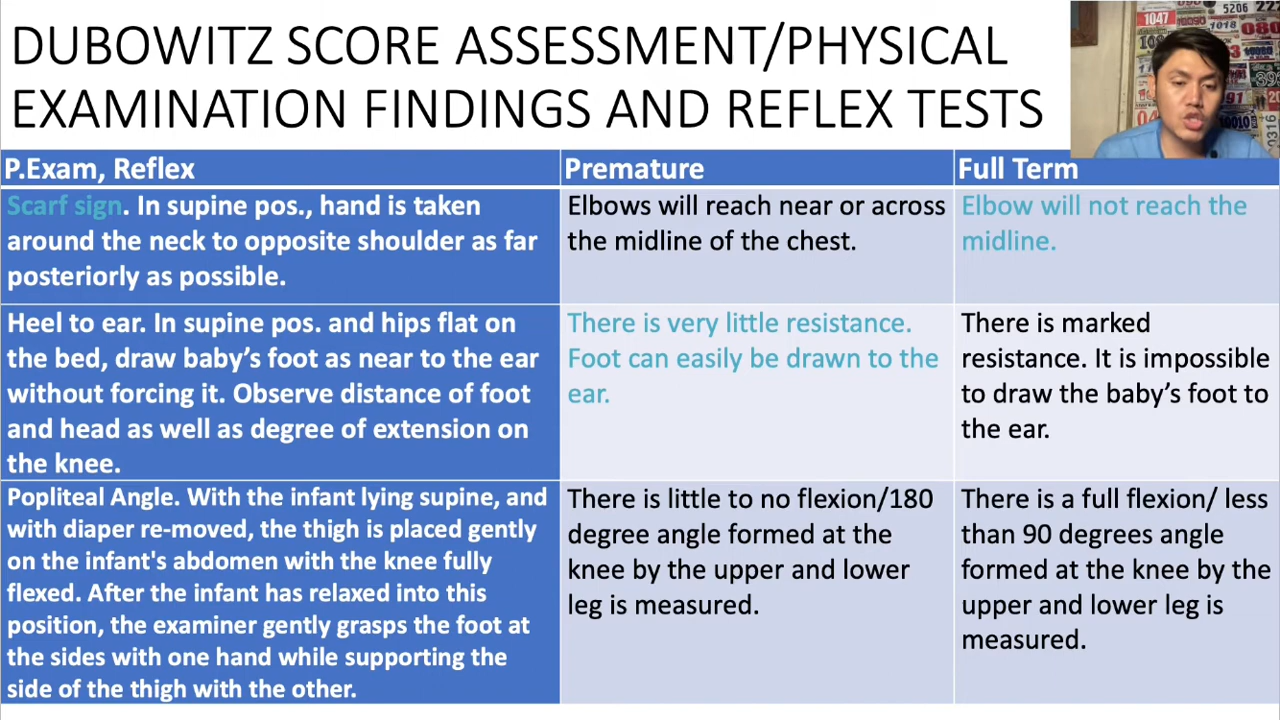 DUBOWITZ SCORE ASSESSMENT/PHYSICAL
EXAMINATION FINDINGS AND REFLEX TESTS
1047
5206
1018
10010
0316
P.Exam, Reflex
Premature
Full Term
Scarf sign. In supine pos., hand is taken
around the neck to opposite shoulder as far
posteriorly as possible.
Elbows will reach near or across
the midline of the chest.
Elbow will not reach the
midline.
Heel to ear. In supine pos. and hips flat on
the bed, draw baby's foot as near to the ear
without forcing it. Observe distance of foot
and head as well as degree of extension on
the knee.
There is very little resistance.
Foot can easily be drawn to the
ear.
There is marked
resistance. It is impossible
to draw the baby's foot to
the ear.
Popliteal Angle. With the infant lying supine, and
with diaper re-moved, the thigh is placed gently
on the infant's abdomen with the knee fully
flexed. After the infant has relaxed into this
position, the examiner gently grasps the foot at
the sides with one hand while supporting the
side of the thigh with the other.
There is little to no flexion/180
degree angle formed at the
knee by the upper and lower
leg is measured.
There is a full flexion/ less
than 90 degrees angle
formed at the knee by the
upper and lower leg is
measured.